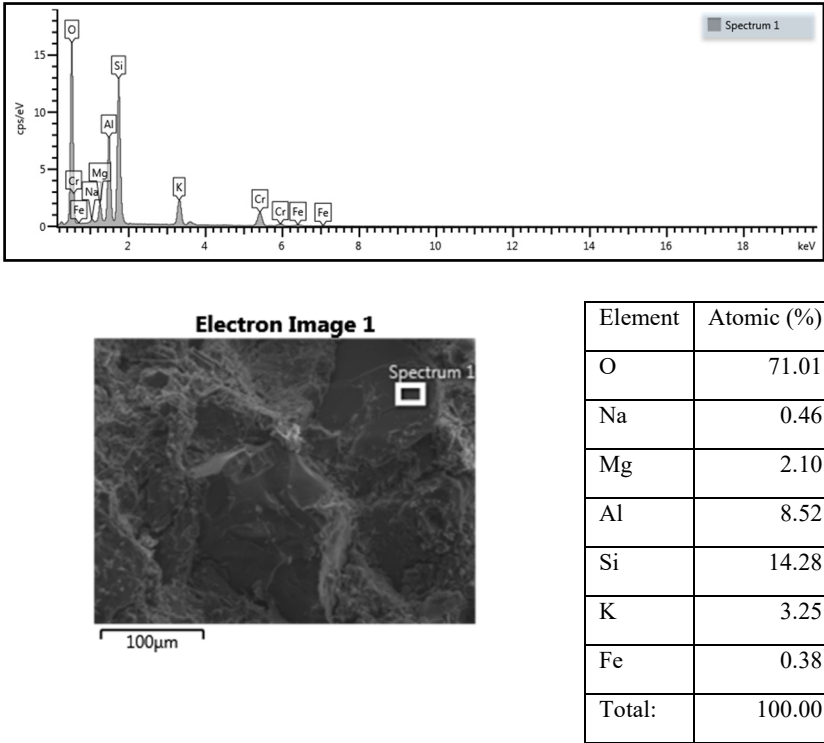 Spectrum 1
cps/eV
15
10
5
0
O
Cr
Fe
Na
Mg
Al
Si
K
Cr
Cr
Fe
Fe
2
4
6
8
10
12
14
16
18
keV
Electron Image 1
Spectrum 1
100μm
Element Atomic (%)
O 71.01
Na 0.46
Mg 2.10
Al 8.52
Si 14.28
K 3.25
Fe 0.38
Total: 100.00